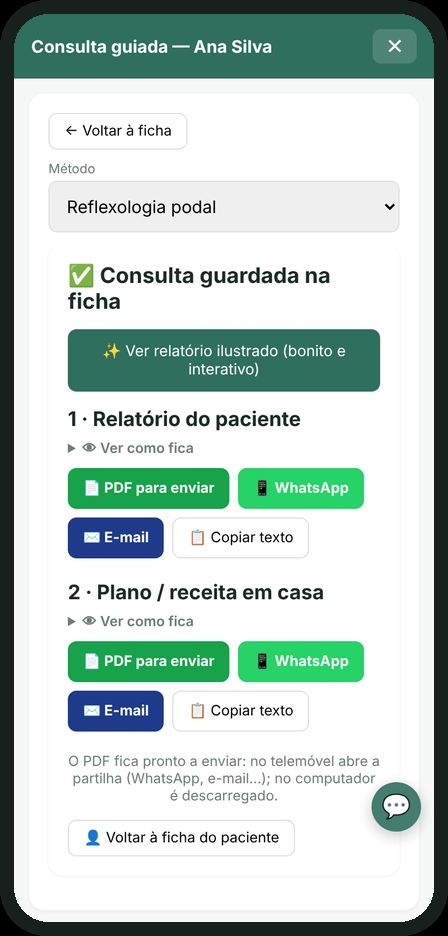 Consulta guiada — Ana Silva ✕
← Voltar à ficha
Método
Reflexologia podal
✅ Consulta guardada na
ficha
✨ Ver relatório ilustrado (bonito e
interativo)
1 · Relatório do paciente
▶ 👁 Ver como fica
📄 PDF para enviar
📱 WhatsApp
✉️ E-mail
📋 Copiar texto
2 · Plano / receita em casa
▶ 👁 Ver como fica
📄 PDF para enviar
📱 WhatsApp
✉️ E-mail
📋 Copiar texto
O PDF fica pronto a enviar: no telemóvel abre a
partilha (WhatsApp, e-mail...); no computador
é descarregado.
💬
👤 Voltar à ficha do paciente